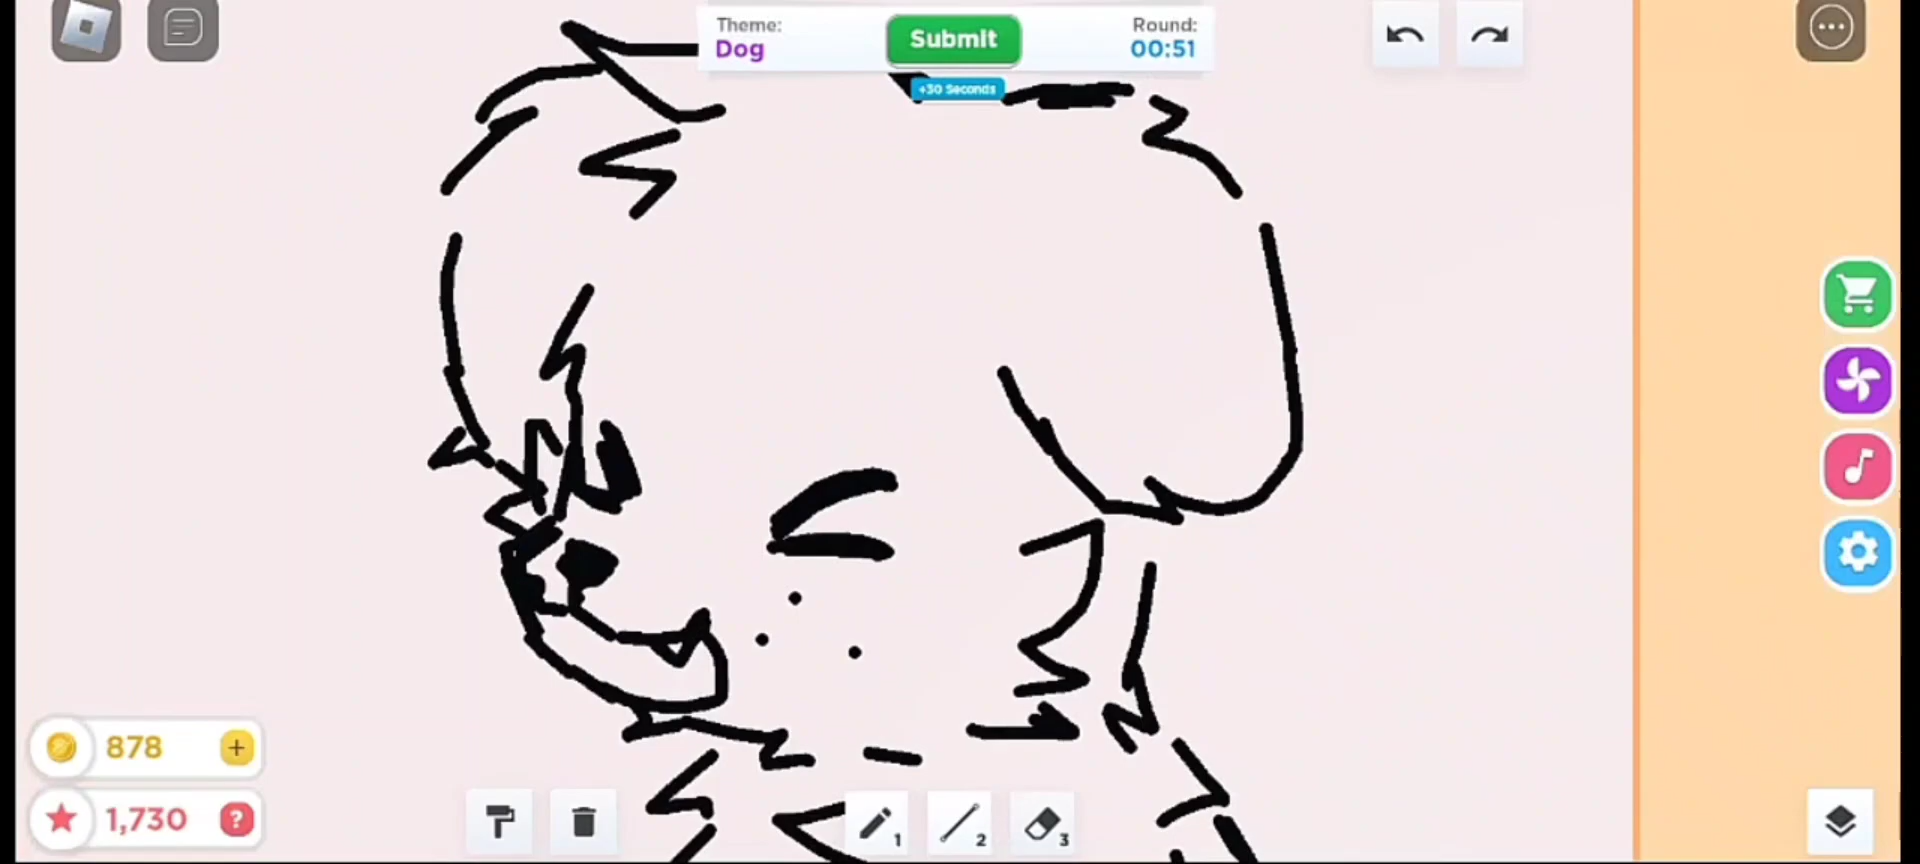 Theme:
Dog
Submit
Round:
00:51
+30 Seconds
878
+
1,730
?
1
2
3